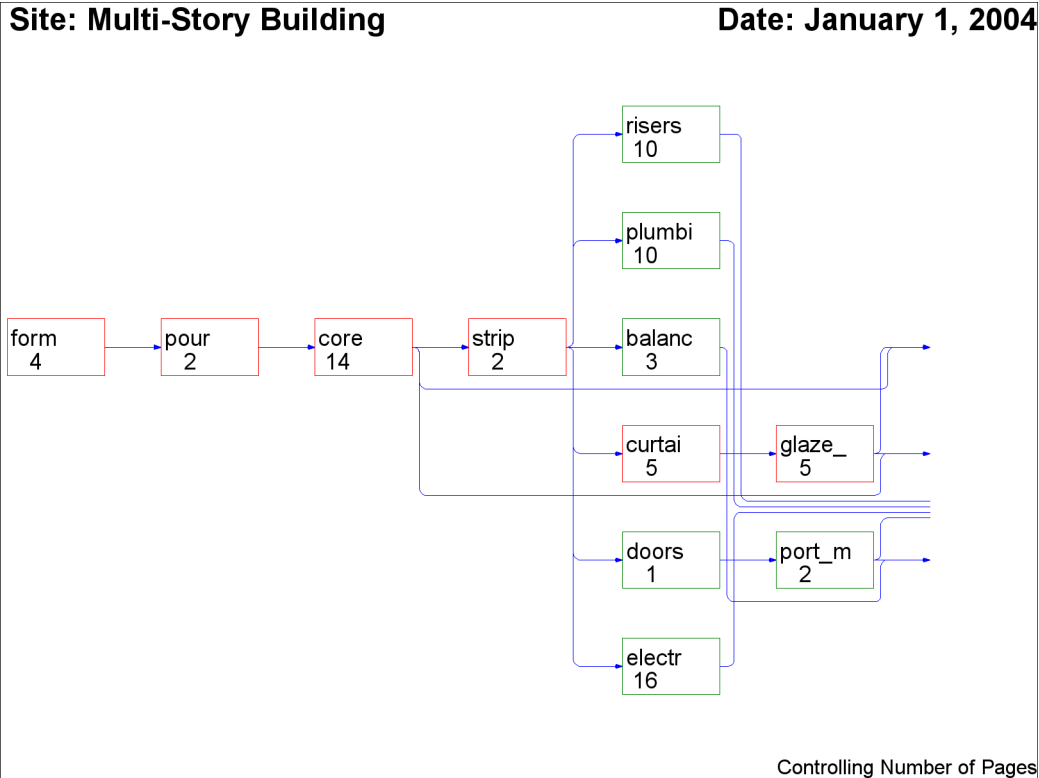 Site: Multi-Story Building
Date: January 1, 2004
risers
10
plumbi
10
form
4
pour
2
core
14
strip
2
balanc
3
curtai
5
glaze_
5
doors
1
port_m
2
electr
16
Controlling Number of Pages